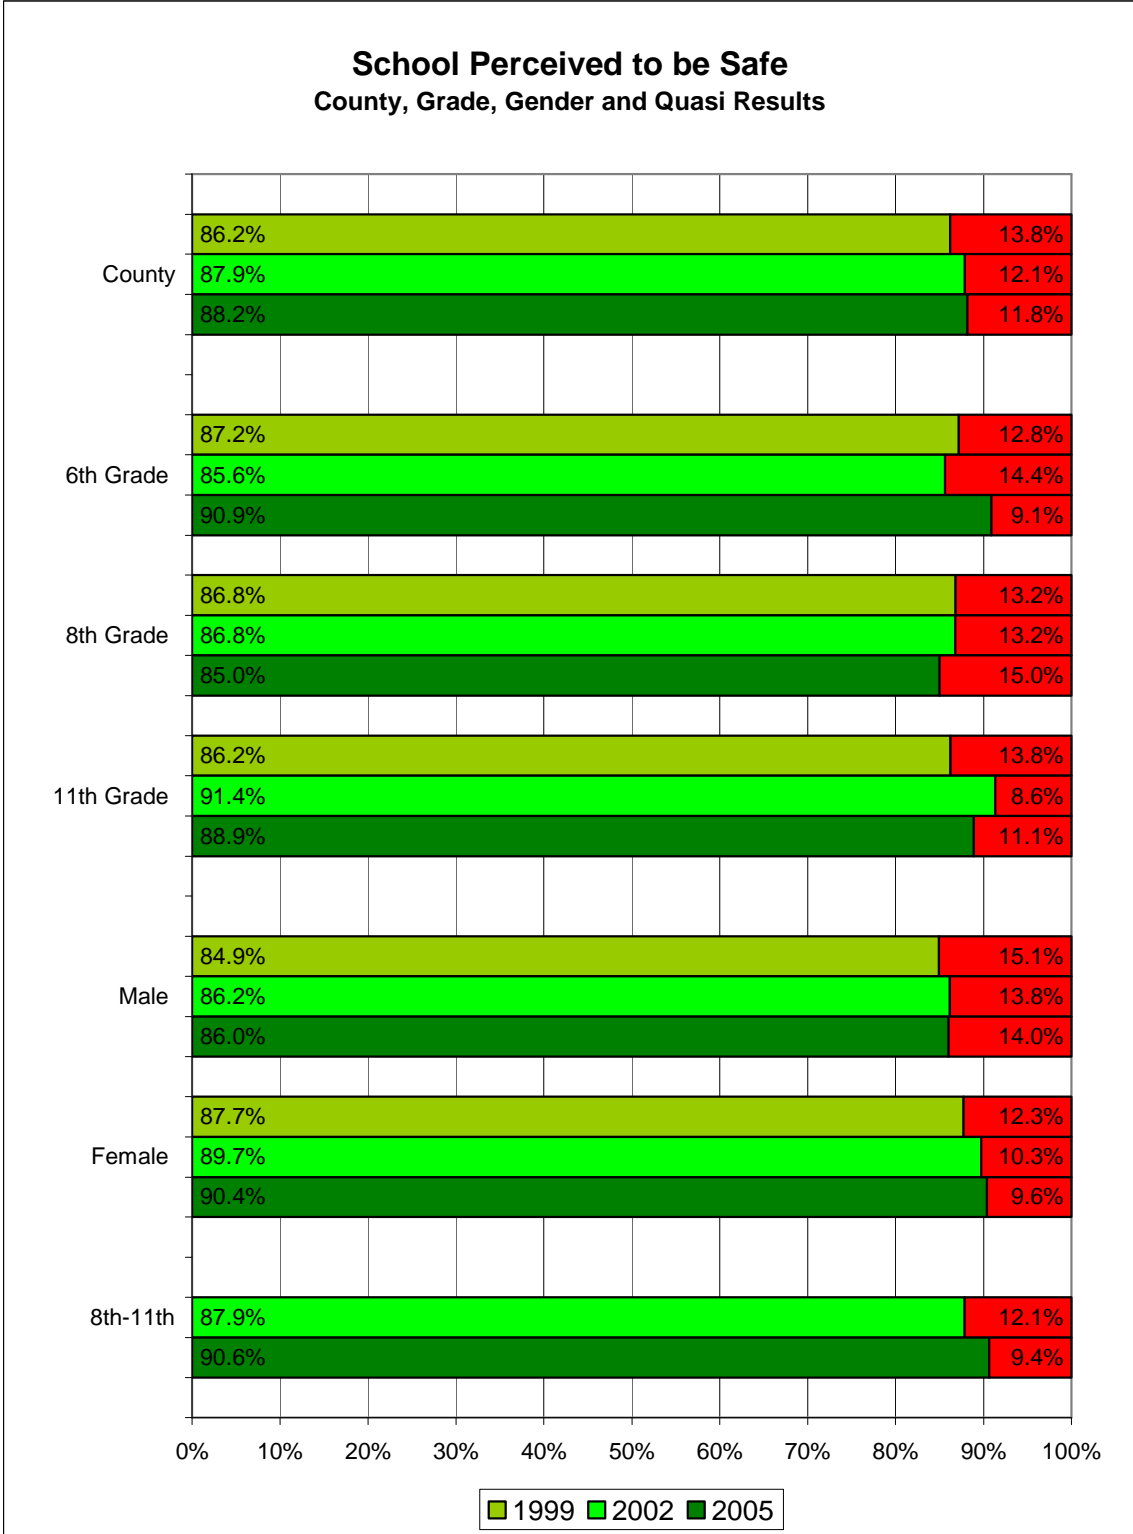 School Perceived to be Safe
County, Grade, Gender and Quasi Results
86.2% 13.8%
County 87.9% 12.1%
88.2% 11.8%
87.2% 12.8%
6th Grade 85.6% 14.4%
90.9% 9.1%
86.8% 13.2%
8th Grade 86.8% 13.2%
85.0% 15.0%
86.2% 13.8%
11th Grade 91.4% 8.6%
88.9% 11.1%
84.9% 15.1%
Male 86.2% 13.8%
86.0% 14.0%
87.7% 12.3%
Female 89.7% 10.3%
90.4% 9.6%
8th-11th 87.9% 12.1%
90.6% 9.4%
0% 10% 20% 30% 40% 50% 60% 70% 80% 90% 100%
1999 2002 2005